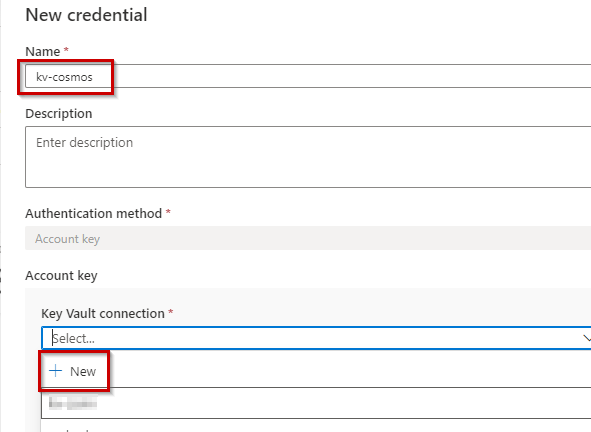 New credential
Name *
kv-cosmos
Description
Enter description
Authentication method *
Account key
Account key
Key Vault connection *
Select...
+ New